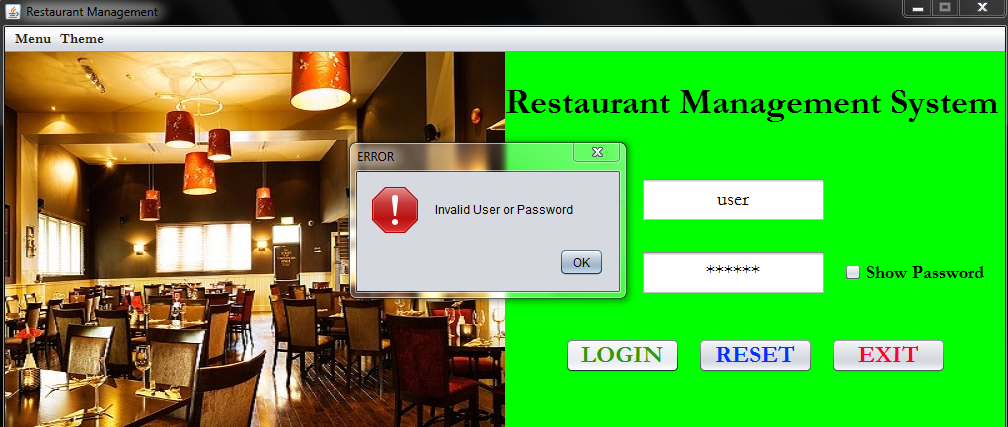 Restaurant Management
Menu Theme
Restaurant Management System
ERROR
Invalid User or Password
OK
user
******
Show Password
LOGIN RESET EXIT